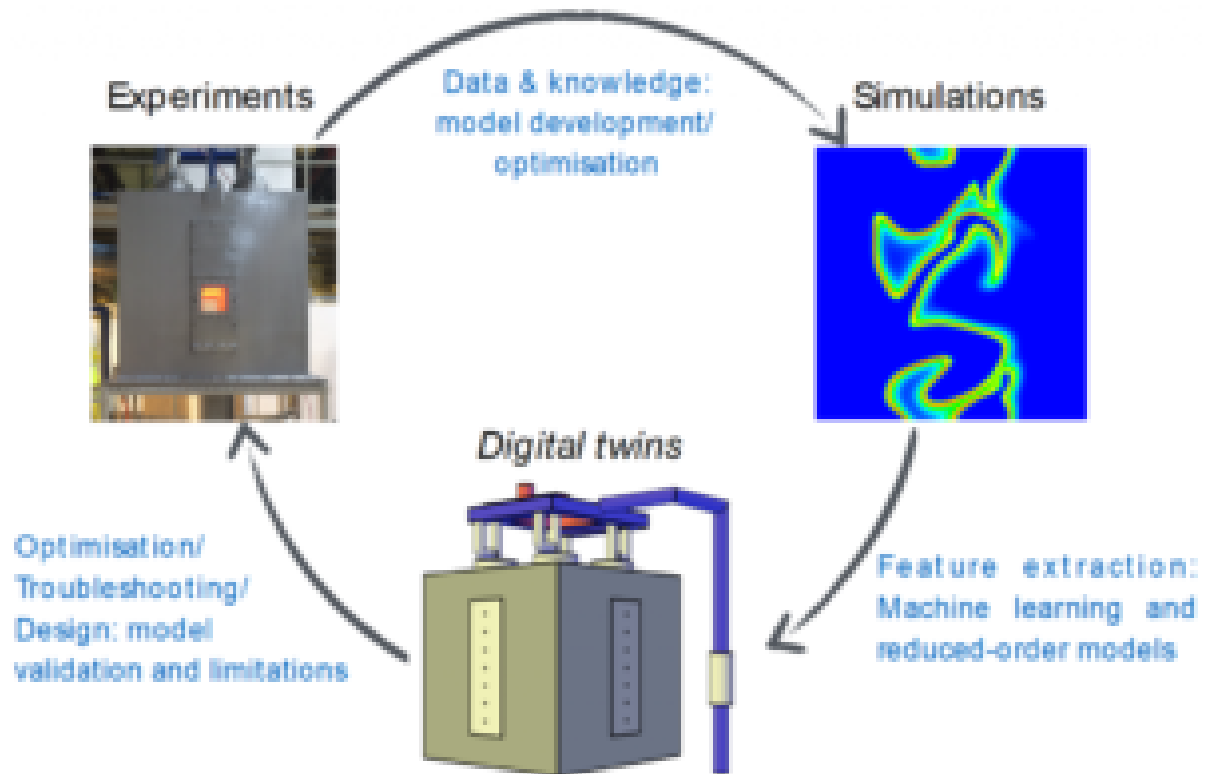 Experiments
Data & knowledge:
model development/
optimisation
Simulations
Digital twins
Optimisation/
Troubleshooting/
Design: model
validation and limitations
Feature extraction:
Machine learning and
reduced-order models